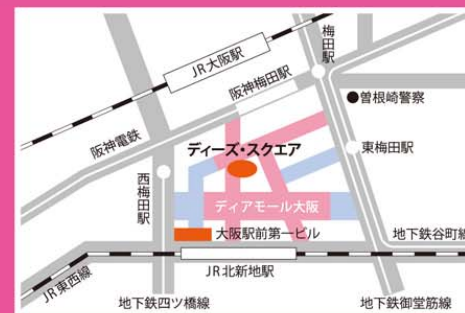 JR大阪駅
梅田駅
阪神梅田駅
曽根崎警察
阪神電鉄
ディーズ・スクエア
東梅田駅
西梅田駅
ディアモール大阪
大阪駅前第一ビル
地下鉄谷町線
JR東西線
JR北新地駅
地下鉄四ツ橋線
地下鉄御堂筋線